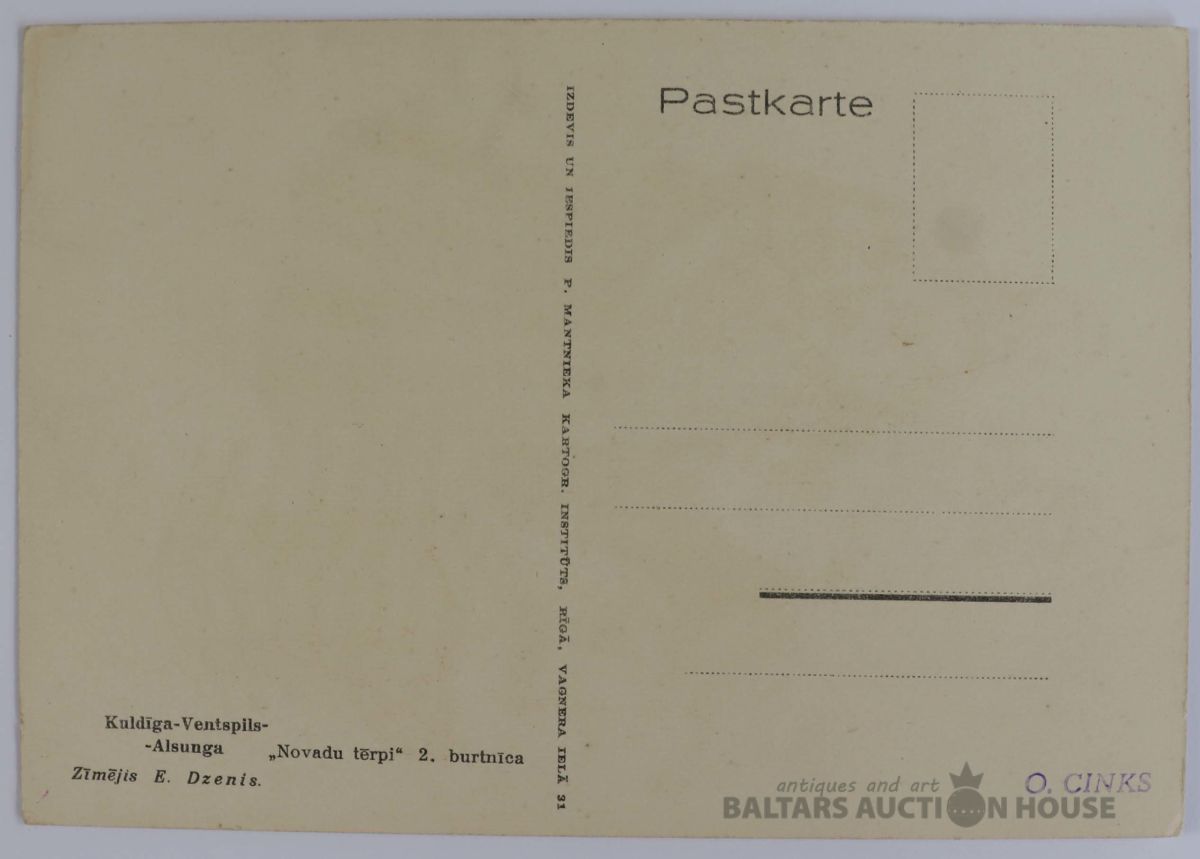 Pastkarte
IZDEVIS UN IESPIEDIS P. MANTNIEKA KARTOGR. INSTITŪTS, RĪGĀ, VAGNERA IELĀ 31
Kuldīga-Ventspils-
-Alsunga „Novadu tērpi“ 2. burtnīca
Zīmējis E. Dzenis.
O. CINKS
antiques and art
BALTARS AUCTION HOUSE